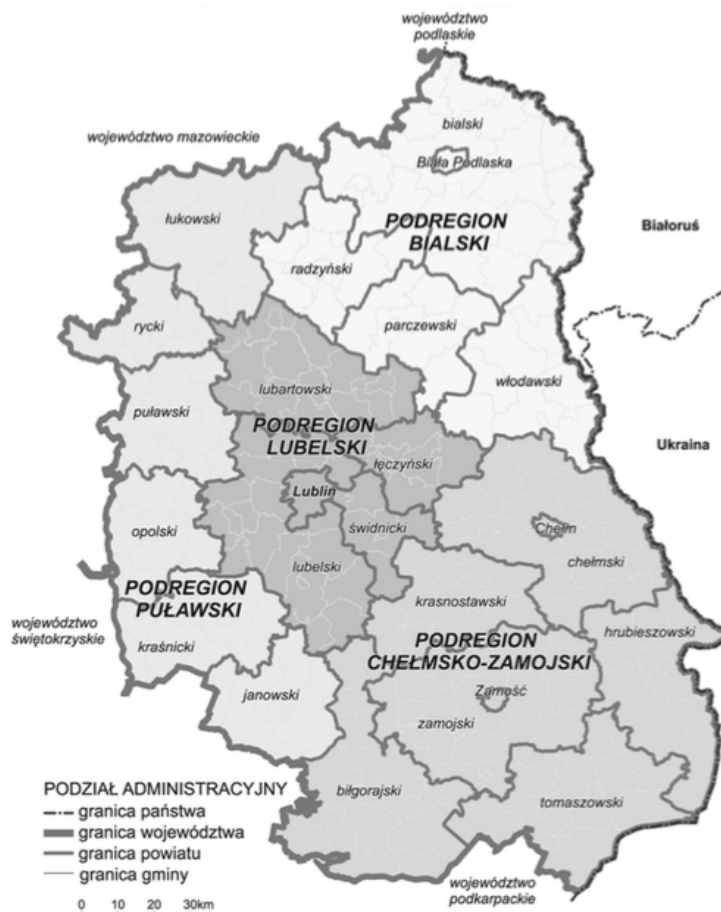 województwo
podlaskie
województwo mazowieckie
bialski
Biała Podlaska
łukowski
PODREGION
BIALSKI
Białoruś
radzyński
rycki
parczewski
włodawski
lubartowski
puławski
PODREGION
LUBELSKI
Ukraina
łęczyński
Lublin
opolski
świdnicki
Chełm
chełmski
lubelski
PODREGION
PUŁAWSKI
krasnostawski
województwo
świętokrzyskie
hrubieszowski
kraśnicki
PODREGION
CHEŁMSKO-ZAMOJSKI
janowski
Zamość
zamojski
biłgorajski
tomaszowski
PODZIAŁ ADMINISTRACYJNY
granica państwa
granica województwa
granica powiatu
granica gminy
województwo
podkarpackie
0 10 20 30km